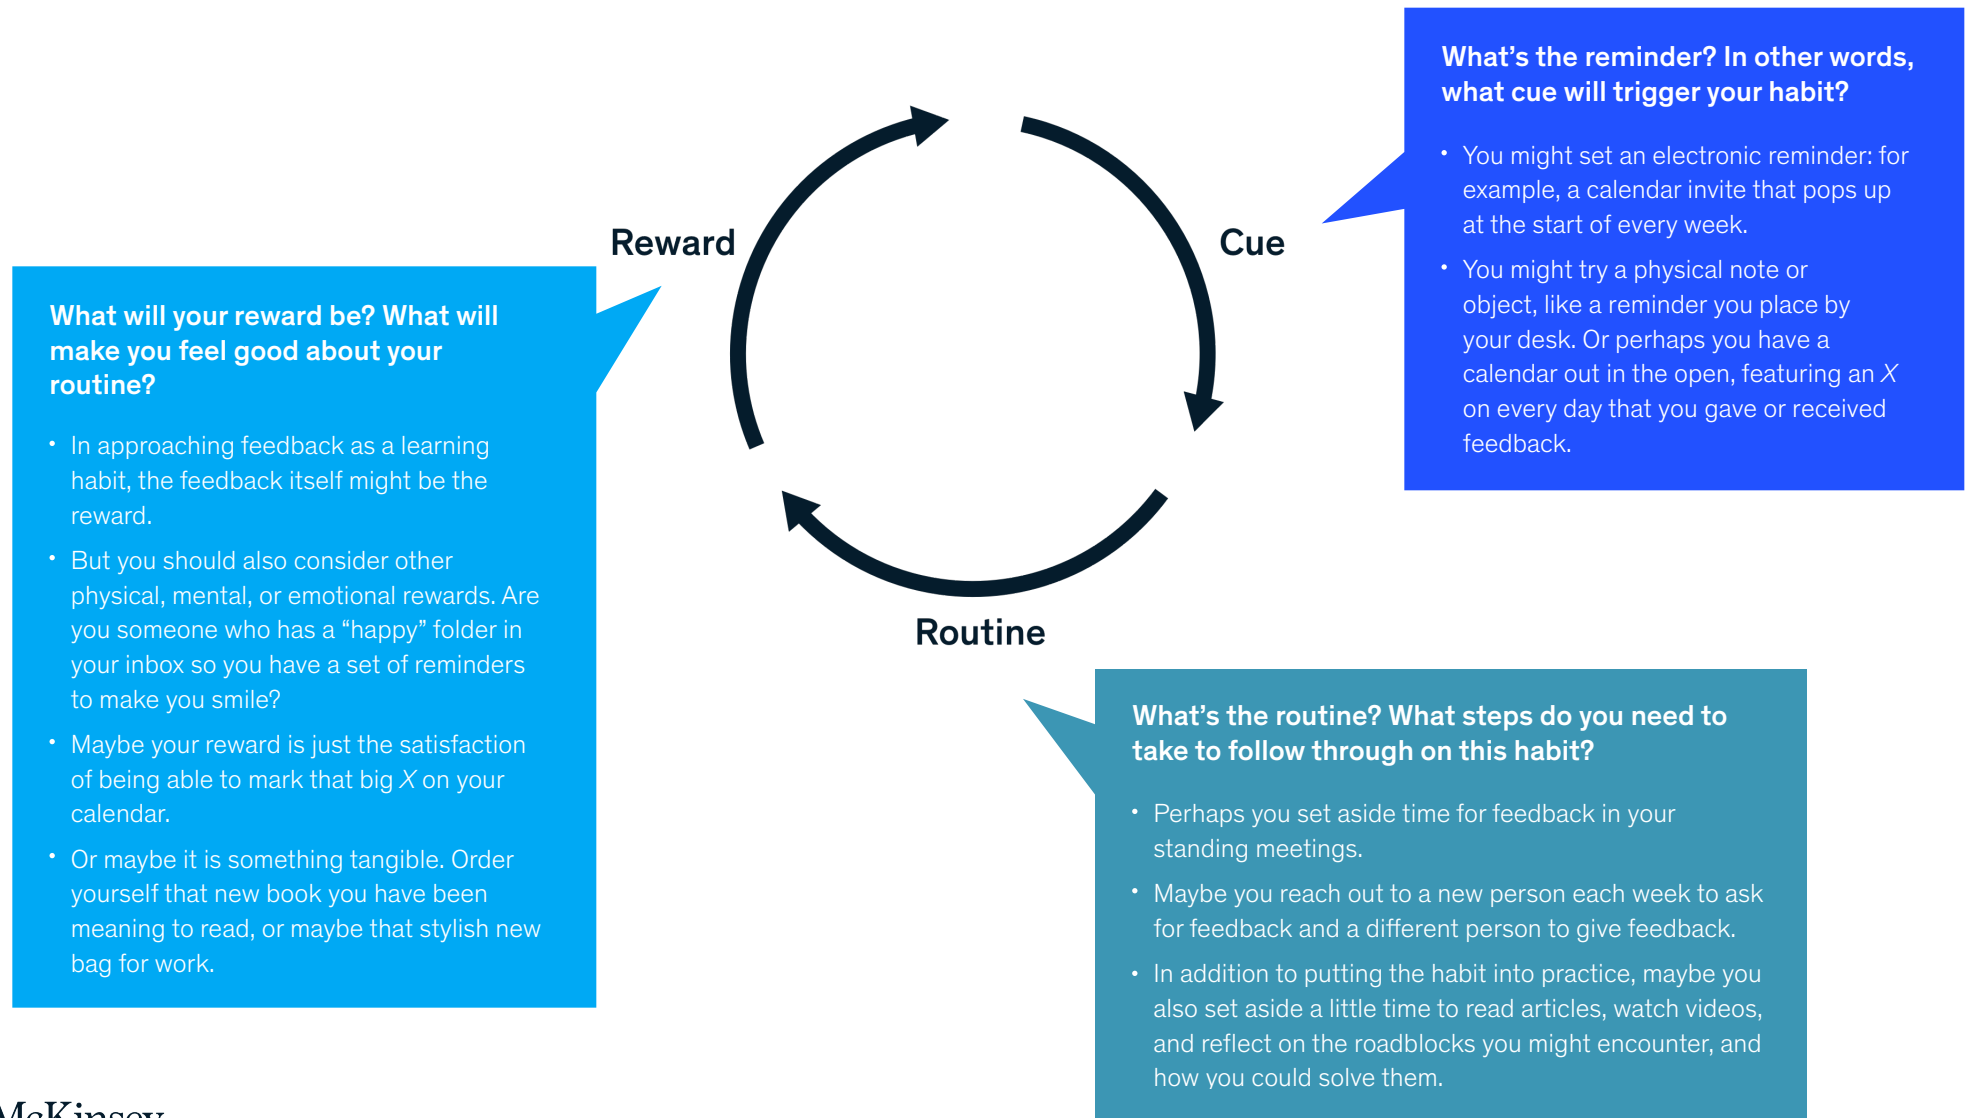 What’s the reminder? In other words,
what cue will trigger your habit?
• You might set an electronic reminder: for
example, a calendar invite that pops up
at the start of every week.
• You might try a physical note or
object, like a reminder you place by
your desk. Or perhaps you have a
calendar out in the open, featuring an X
on every day that you gave or received
feedback.
Reward
Cue
Routine
What will your reward be? What will
make you feel good about your
routine?
• In approaching feedback as a learning
habit, the feedback itself might be the
reward.
• But you should also consider other
physical, mental, or emotional rewards. Are
you someone who has a “happy” folder in
your inbox so you have a set of reminders
to make you smile?
• Maybe your reward is just the satisfaction
of being able to mark that big X on your
calendar.
• Or maybe it is something tangible. Order
yourself that new book you have been
meaning to read, or maybe that stylish new
bag for work.
What’s the routine? What steps do you need to
take to follow through on this habit?
• Perhaps you set aside time for feedback in your
standing meetings.
• Maybe you reach out to a new person each week to ask
for feedback and a different person to give feedback.
• In addition to putting the habit into practice, maybe you
also set aside a little time to read articles, watch videos,
and reflect on the roadblocks you might encounter, and
how you could solve them.
McKinsey